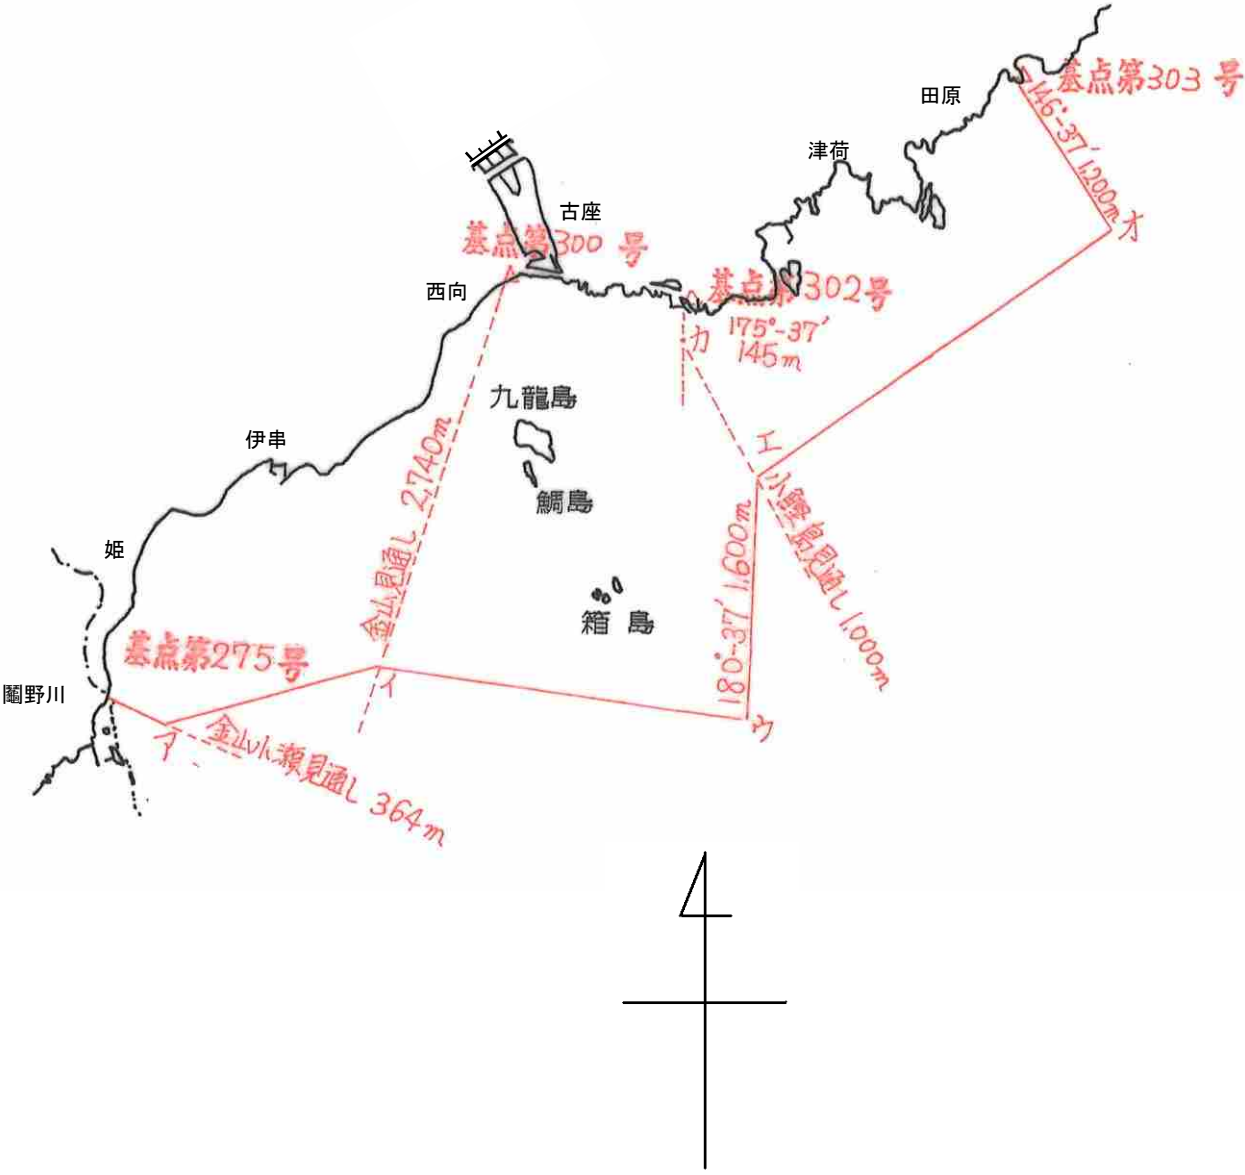 基点第303号
田原
146°-37′ 1,200m
オ
津荷
古座
基点第300号
西向
基点第302号
175°-37′
145m
カ
九龍島
伊串
鯛島
2,740m
金山見通し
エ
小鰹島見通し 1,000m
180°-37′ 1,600m
姫
箱島
基点第275号
イ
鬮野川
ア
ウ
金山小瀬見通し 364m